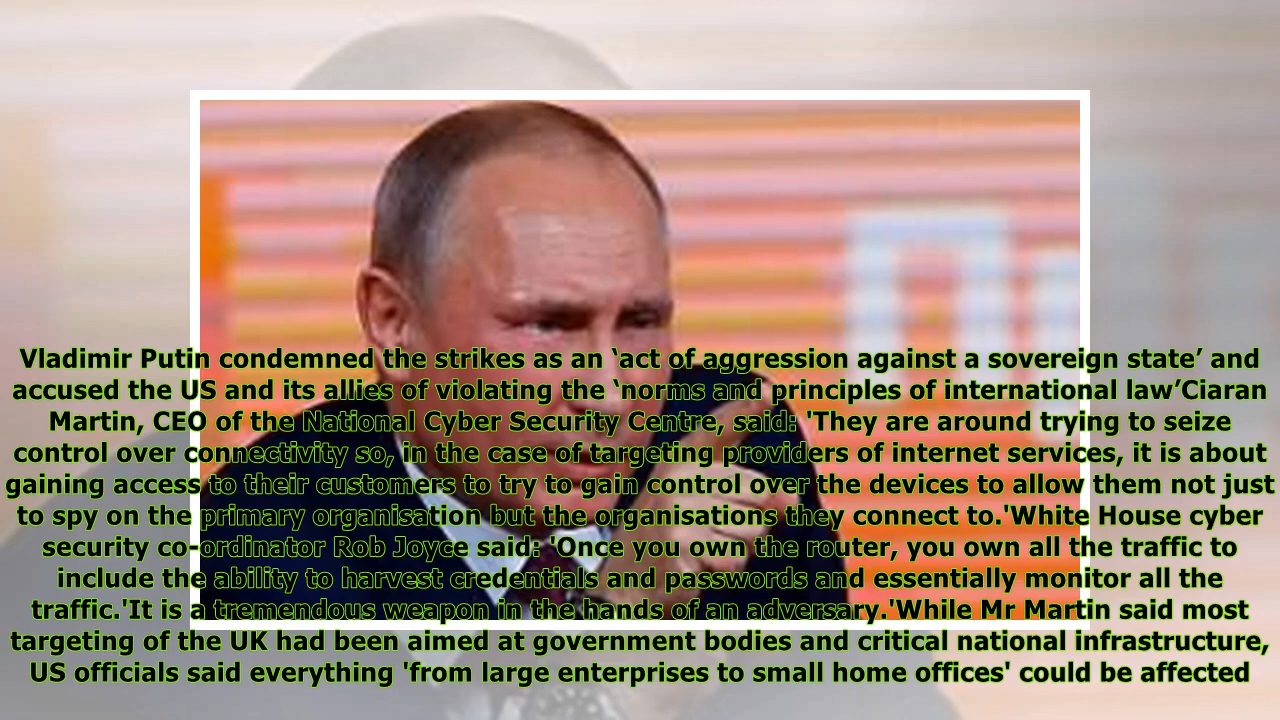 Vladimir Putin condemned the strikes as an ‘act of aggression against a sovereign state’ and
accused the US and its allies of violating the ‘norms and principles of international law’Ciaran
Martin, CEO of the National Cyber Security Centre, said: 'They are around trying to seize
control over connectivity so, in the case of targeting providers of internet services, it is about
gaining access to their customers to try to gain control over the devices to allow them not just
to spy on the primary organisation but the organisations they connect to.'White House cyber
security co-ordinator Rob Joyce said: 'Once you own the router, you own all the traffic to
include the ability to harvest credentials and passwords and essentially monitor all the
traffic.'It is a tremendous weapon in the hands of an adversary.'While Mr Martin said most
targeting of the UK had been aimed at government bodies and critical national infrastructure,
US officials said everything 'from large enterprises to small home offices' could be affected